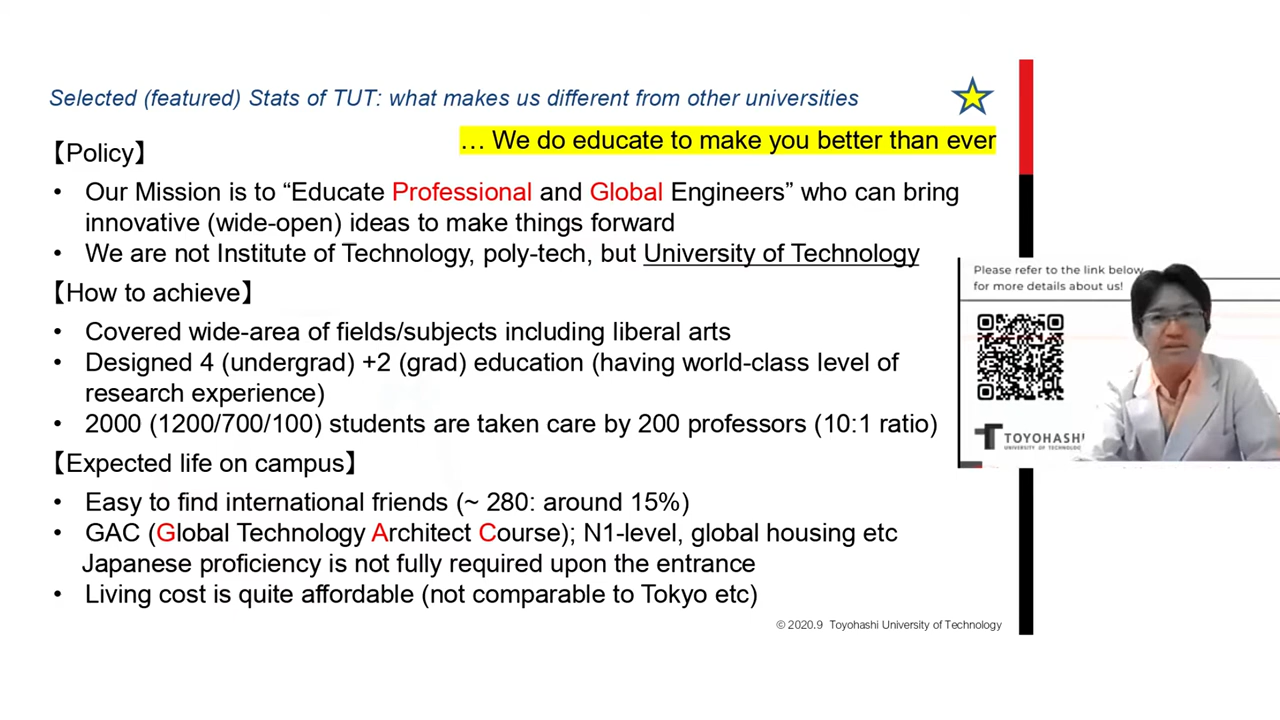 Selected (featured) Stats of TUT: what makes us different from other universities
… We do educate to make you better than ever
【Policy】
• Our Mission is to “Educate Professional and Global Engineers” who can bring
innovative (wide-open) ideas to make things forward
• We are not Institute of Technology, poly-tech, but University of Technology
【How to achieve】
• Covered wide-area of fields/subjects including liberal arts
• Designed 4 (undergrad) +2 (grad) education (having world-class level of
research experience)
• 2000 (1200/700/100) students are taken care by 200 professors (10:1 ratio)
【Expected life on campus】
• Easy to find international friends (~ 280: around 15%)
• GAC (Global Technology Architect Course); N1-level, global housing etc
Japanese proficiency is not fully required upon the entrance
• Living cost is quite affordable (not comparable to Tokyo etc)
© 2020.9 Toyohashi University of Technology
Please refer to the link below
for more details about us!
TOYOHASHI
UNIVERSITY OF TECHNOLOGY